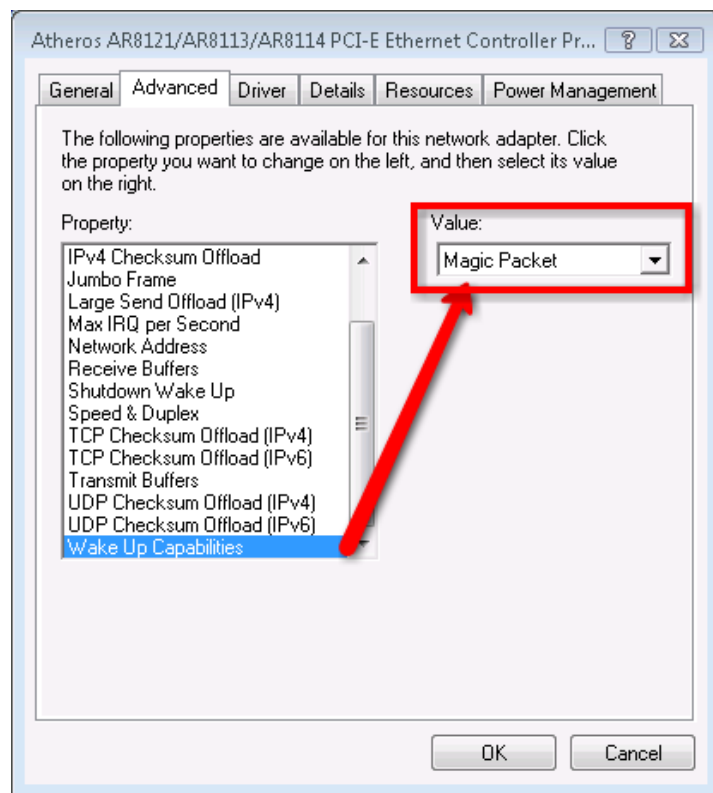 Atheros AR8121/AR8113/AR8114 PCI-E Ethernet Controller Pr...
General Advanced Driver Details Resources Power Management
The following properties are available for this network adapter. Click
the property you want to change on the left, and then select its value
on the right.
Property:
Value:
IPv4 Checksum Offload
Jumbo Frame
Large Send Offload (IPv4)
Max IRQ per Second
Network Address
Receive Buffers
Shutdown Wake Up
Speed & Duplex
TCP Checksum Offload (IPv4)
TCP Checksum Offload (IPv6)
Transmit Buffers
UDP Checksum Offload (IPv4)
UDP Checksum Offload (IPv6)
Wake Up Capabilities
Magic Packet
OK Cancel